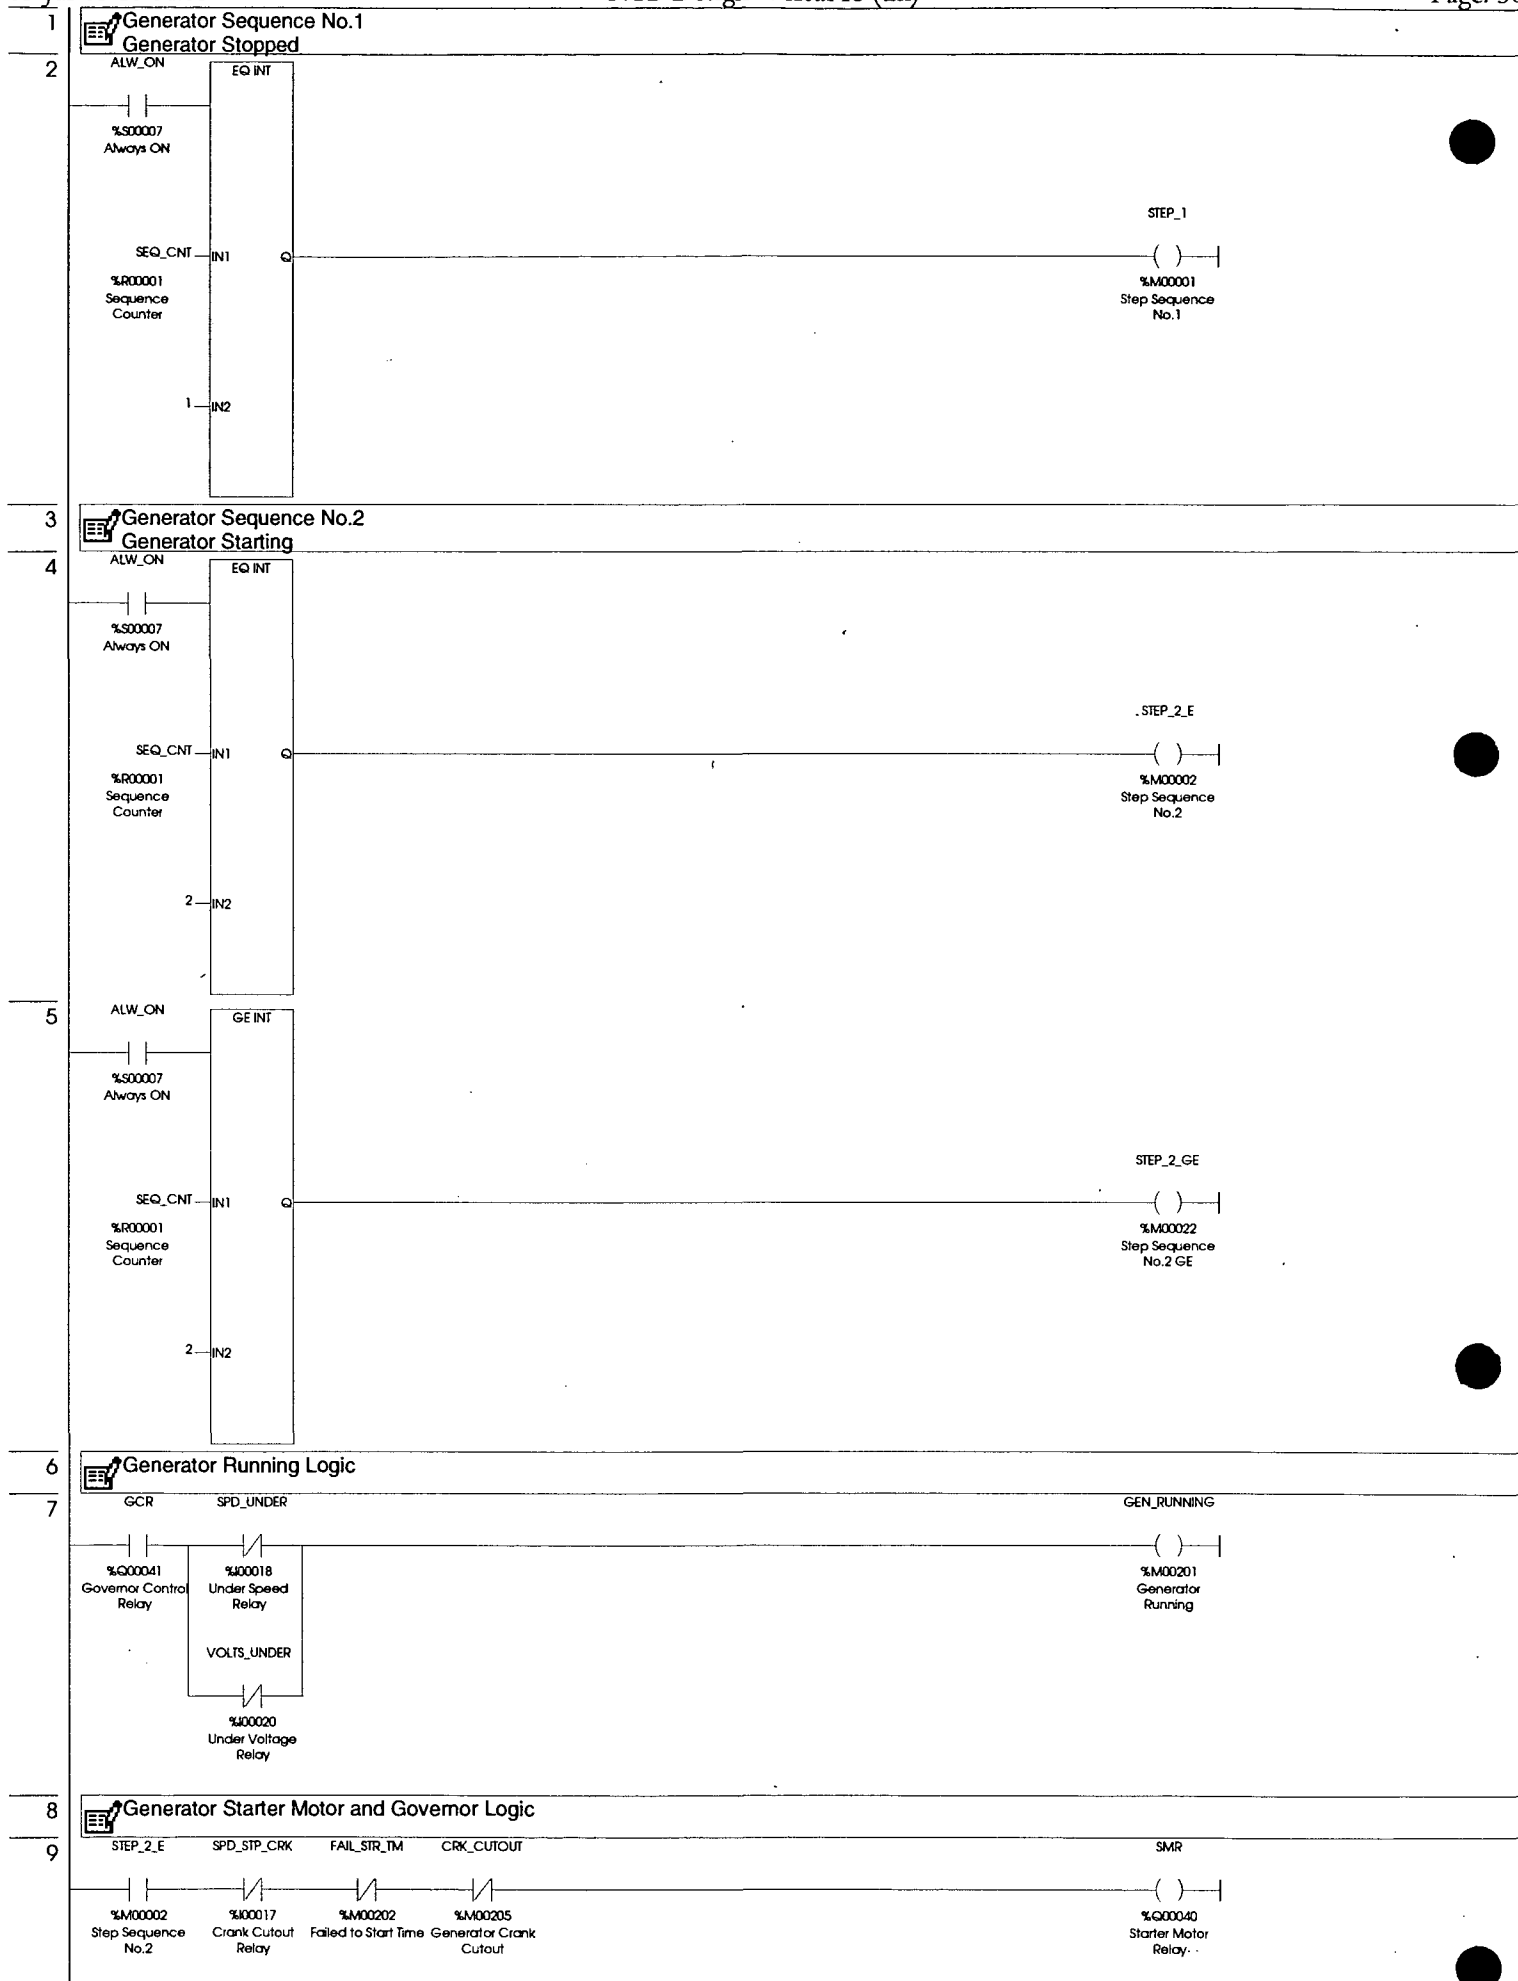 1 Generator Sequence No.1
Generator Stopped
2 ALW_ON EQ INT
%S00007
Always ON
STEP_1
SEQ_CNT IN1 Q
%R00001 %M00001
Sequence Step Sequence
Counter No.1
1 IN2
3 Generator Sequence No.2
Generator Starting
4 ALW_ON EQ INT
%S00007
Always ON
STEP_2_E
SEQ_CNT IN1 Q
%R00001 %M00002
Sequence Step Sequence
Counter No.2
2 IN2
5 ALW_ON GE INT
%S00007
Always ON
STEP_2_GE
SEQ_CNT IN1 Q
%R00001 %M00022
Sequence Step Sequence
Counter No.2 GE
2 IN2
6 Generator Running Logic
7 GCR SPD_UNDER GEN_RUNNING
%Q00041 %I00018 %M00201
Governor Control Under Speed Generator
Relay Relay Running
VOLTS_UNDER
%I00020
Under Voltage
Relay
8 Generator Starter Motor and Governor Logic
9 STEP_2_E SPD_STP_CRK FAIL_STR_TM CRK_CUTOUT SMR
%M00002 %I00017 %M00202 %M00205 %Q00040
Step Sequence Crank Cutout Failed to Start Time Generator Crank Starter Motor
No.2 Relay Cutout Relay